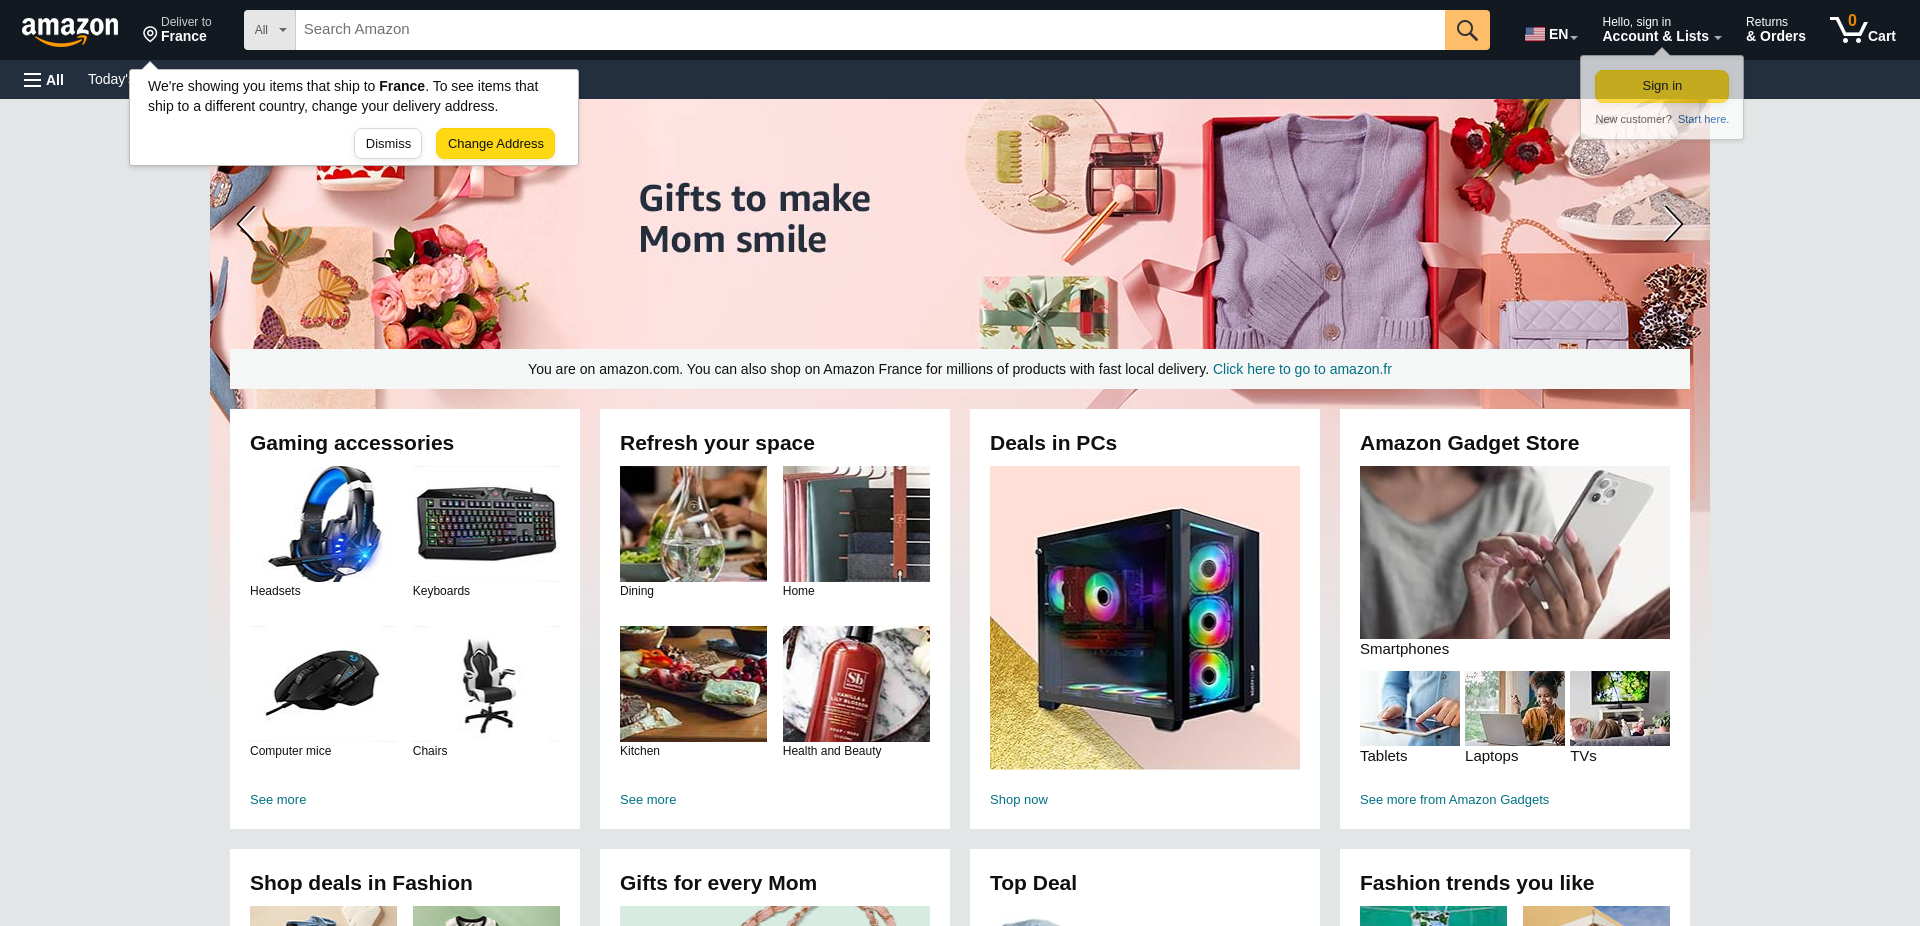 amazon
Deliver to
France
All
Search Amazon
EN
Hello, sign in
Account & Lists
Returns
& Orders
0
Cart
All
Today'
We're showing you items that ship to France. To see items that
ship to a different country, change your delivery address.
Dismiss
Change Address
Sign in
New customer? Start here.
Gifts to make
Mom smile
You are on amazon.com. You can also shop on Amazon France for millions of products with fast local delivery. Click here to go to amazon.fr
Gaming accessories
Headsets
Keyboards
Computer mice
Chairs
See more
Refresh your space
Dining
Home
Sb
VANILLA &
LILY BLOSSOM
Kitchen
Health and Beauty
See more
Deals in PCs
Shop now
Amazon Gadget Store
Smartphones
Tablets
Laptops
TVs
See more from Amazon Gadgets
Shop deals in Fashion
Gifts for every Mom
Top Deal
Fashion trends you like